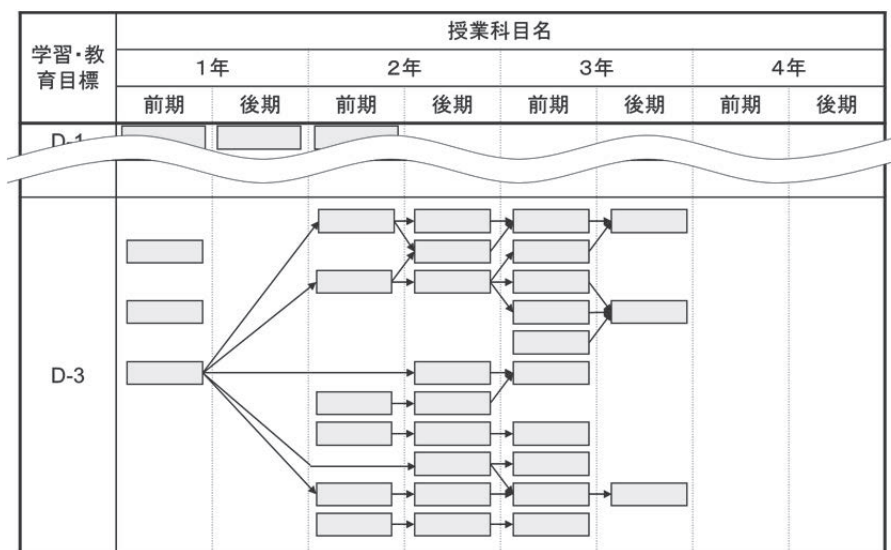 授業科目名
学習・教
育目標
1年 2年 3年 4年
前期 後期 前期 後期 前期 後期 前期 後期
D-1
D-3